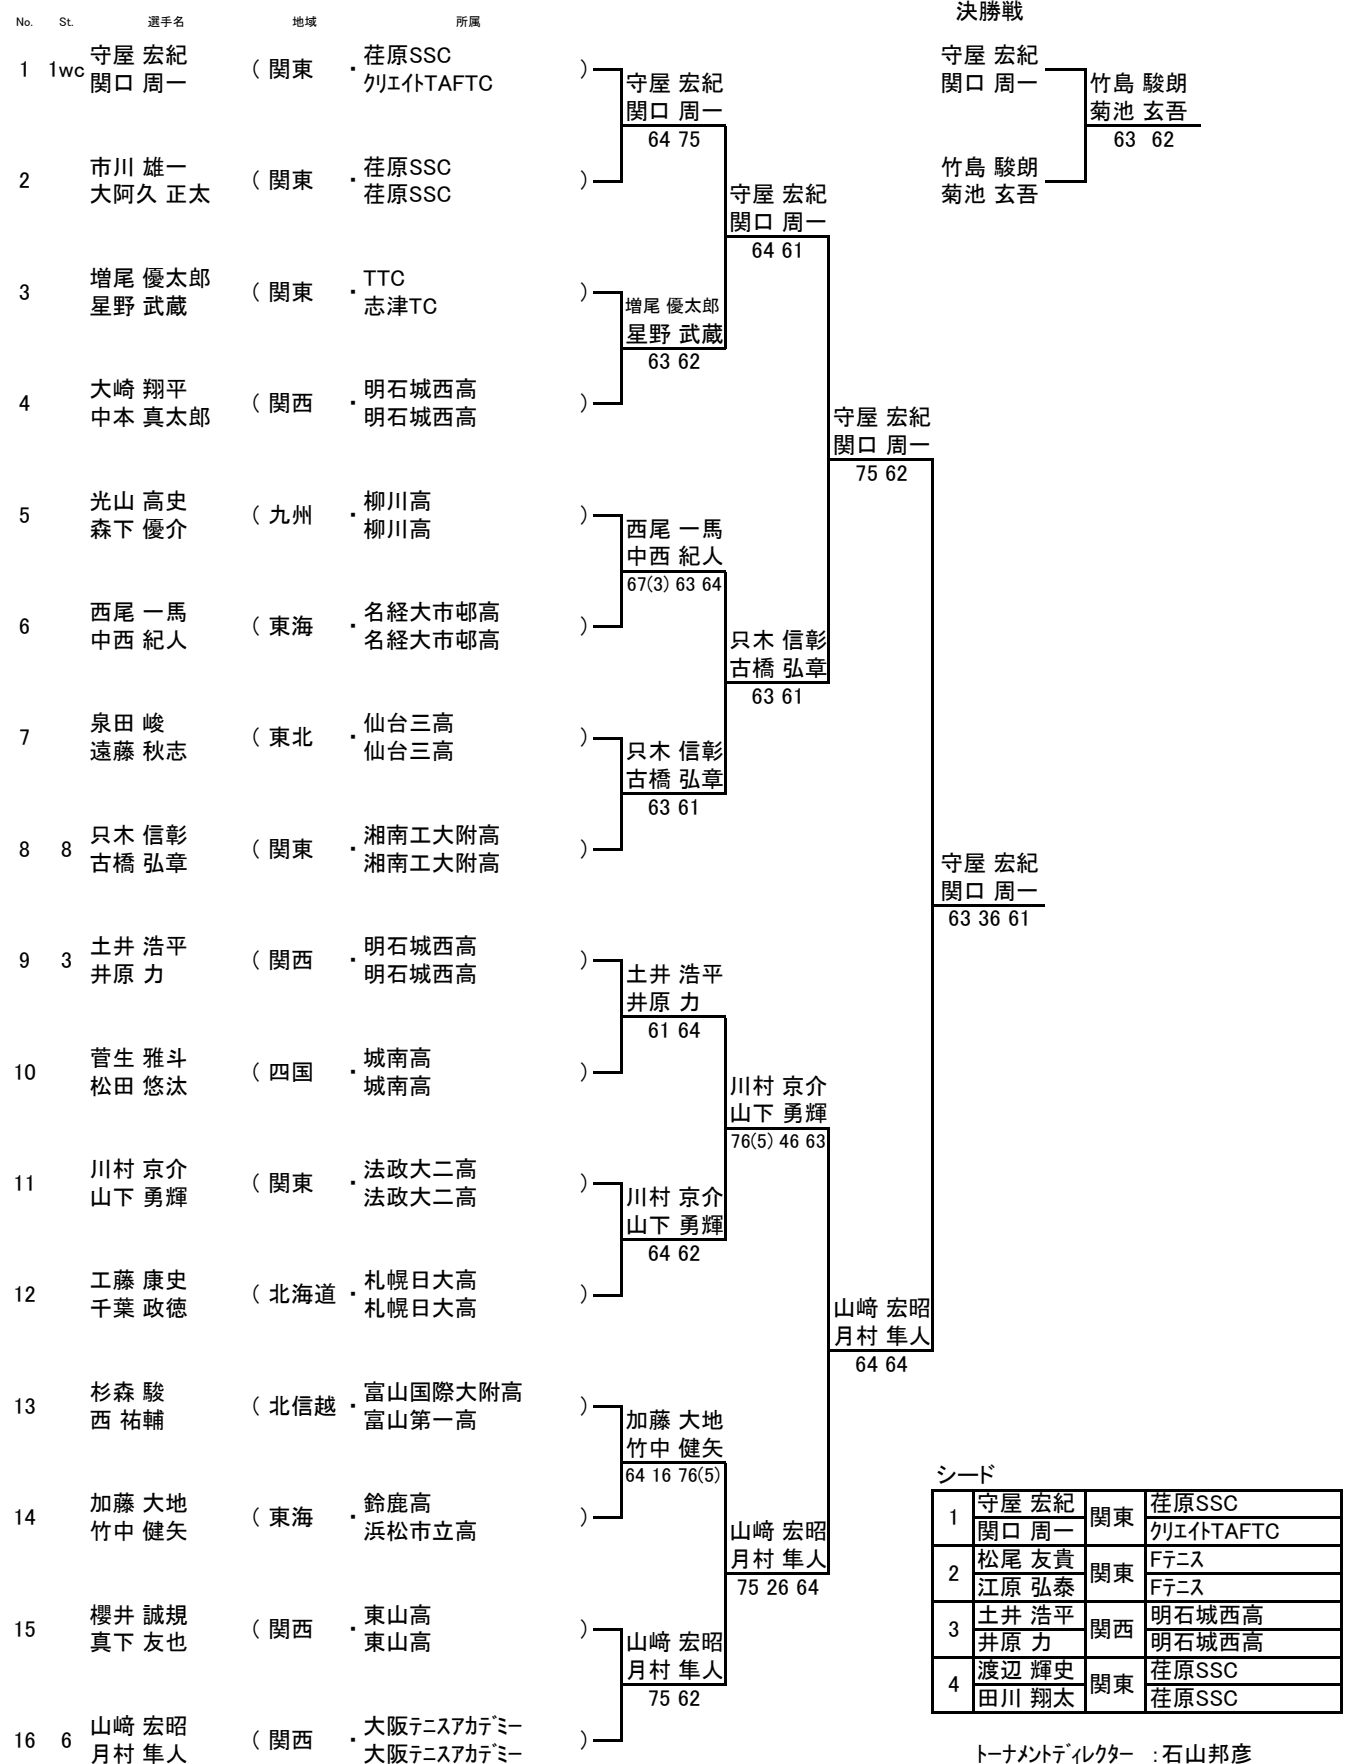 No. St. 選手名 地域 所属
1 1wc 守屋 宏紀 ( 関東 ・ 荏原SSC )
関口 周一 クリエイトTAFTC
2 市川 雄一 ( 関東 ・ 荏原SSC )
大阿久 正太 荏原SSC
3 増尾 優太郎 ( 関東 ・ TTC )
星野 武蔵 志津TC
4 大崎 翔平 ( 関西 ・ 明石城西高 )
中本 真太郎 明石城西高
5 光山 高史 ( 九州 ・ 柳川高 )
森下 優介 柳川高
6 西尾 一馬 ( 東海 ・ 名経大市邨高 )
中西 紀人 名経大市邨高
7 泉田 峻 ( 東北 ・ 仙台三高 )
遠藤 秋志 仙台三高
8 8 只木 信彰 ( 関東 ・ 湘南工大附高 )
古橋 弘章 湘南工大附高
9 3 土井 浩平 ( 関西 ・ 明石城西高 )
井原 力 明石城西高
10 菅生 雅斗 ( 四国 ・ 城南高 )
松田 悠汰 城南高
11 川村 京介 ( 関東 ・ 法政大二高 )
山下 勇輝 法政大二高
12 工藤 康史 ( 北海道 ・ 札幌日大高 )
千葉 政徳 札幌日大高
13 杉森 駿 ( 北信越 ・ 富山国際大附高 )
西 祐輔 富山第一高
14 加藤 大地 ( 東海 ・ 鈴鹿高 )
竹中 健矢 浜松市立高
15 櫻井 誠規 ( 関西 ・ 東山高 )
真下 友也 東山高
16 6 山﨑 宏昭 ( 関西 ・ 大阪テニスアカデミー )
月村 隼人 大阪テニスアカデミー
守屋 宏紀
関口 周一
64 75
増尾 優太郎
星野 武蔵
63 62
西尾 一馬
中西 紀人
67(3) 63 64
只木 信彰
古橋 弘章
63 61
土井 浩平
井原 力
61 64
川村 京介
山下 勇輝
64 62
加藤 大地
竹中 健矢
64 16 76(5)
山﨑 宏昭
月村 隼人
75 62
守屋 宏紀
関口 周一
64 61
只木 信彰
古橋 弘章
63 61
川村 京介
山下 勇輝
76(5) 46 63
山﨑 宏昭
月村 隼人
75 26 64
守屋 宏紀
関口 周一
75 62
山﨑 宏昭
月村 隼人
64 64
守屋 宏紀
関口 周一
63 36 61
決勝戦
守屋 宏紀
関口 周一
竹島 駿朗
菊池 玄吾
竹島 駿朗
菊池 玄吾
63 62
シード
1 守屋 宏紀 関東 荏原SSC
関口 周一 クリエイトTAFTC
2 松尾 友貴 関東 Fテニス
江原 弘泰 Fテニス
3 土井 浩平 関西 明石城西高
井原 力 明石城西高
4 渡辺 輝史 関東 荏原SSC
田川 翔太 荏原SSC
トーナメントディレクター :石山邦彦